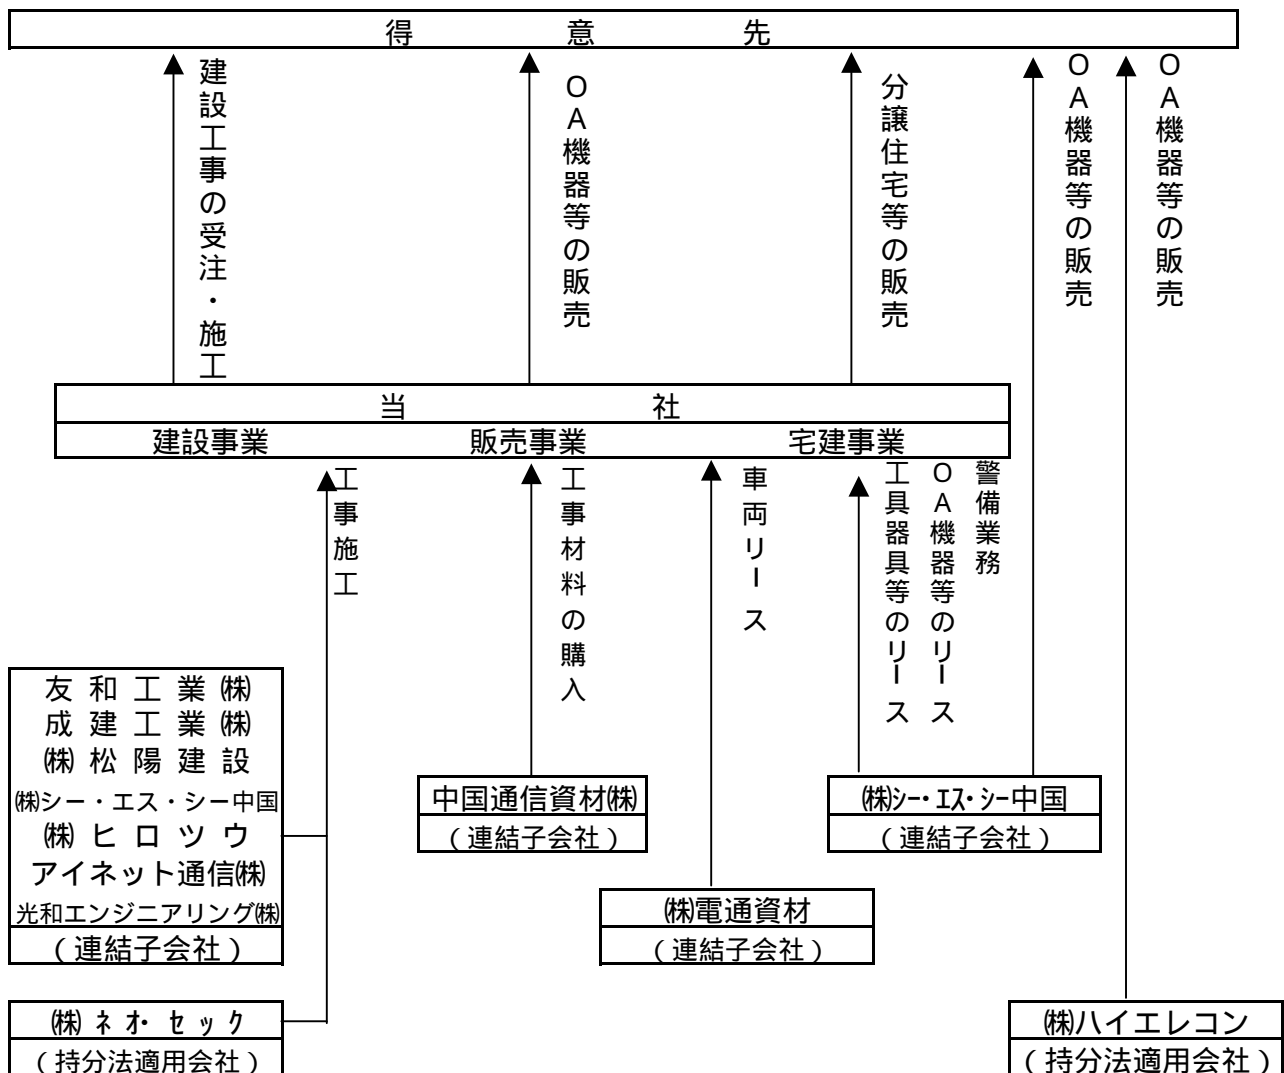 得意先
建設工事の受注・施工
OA機器等の販売
分譲住宅等の販売
OA機器等の販売
OA機器等の販売
当社
建設事業 販売事業 宅建事業
工事施工
工事材料の購入
車両リース
工具器具等のリース
OA機器等のリース
警備業務
友和工業㈱
成建工業㈱
㈱松陽建設
㈱シー・エス・シー中国
㈱ヒロツウ
アイネット通信㈱
光和エンジニアリング㈱
(連結子会社)
中国通信資材㈱
(連結子会社)
㈱シー・エス・シー中国
(連結子会社)
㈱電通資材
(連結子会社)
㈱ネオ・セック
(持分法適用会社)
㈱ハイエレコン
(持分法適用会社)